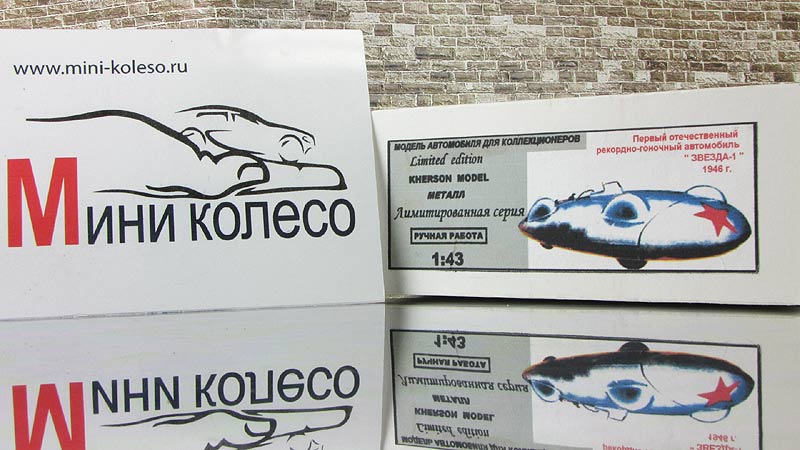 www.mini-koleso.ru
Мини колесо
МОДЕЛЬ АВТОМОБИЛЯ ДЛЯ КОЛЛЕКЦИОНЕРОВ
Limited edition
KHERSON MODEL
МЕТАЛЛ
Лимитированная серия
РУЧНАЯ РАБОТА
1:43
Первый отечественный
рекордно-гоночный автомобиль
" ЗВЕЗДА-1 "
1946 г.